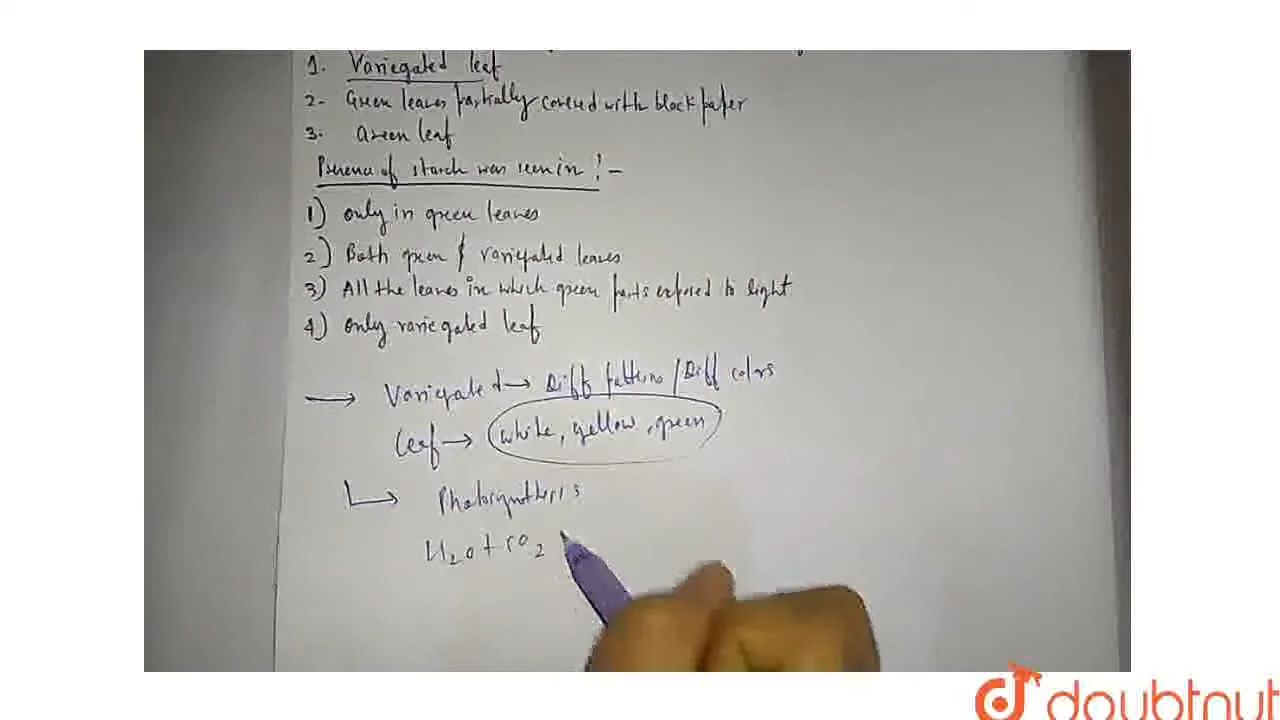 1. Variegated leaf
2- Green leaves partially covered with black paper
3. Green leaf
Presence of starch was seen in :-
1) only in green leaves
2) Both green & variegated leaves
3) All the leaves in which green parts exposed to light
4) only variegated leaf
→ Variegated → Diff patterns / Diff colors
leaf → white, yellow, green
↳ Photosynthesis
H₂O + CO₂
doubtnut